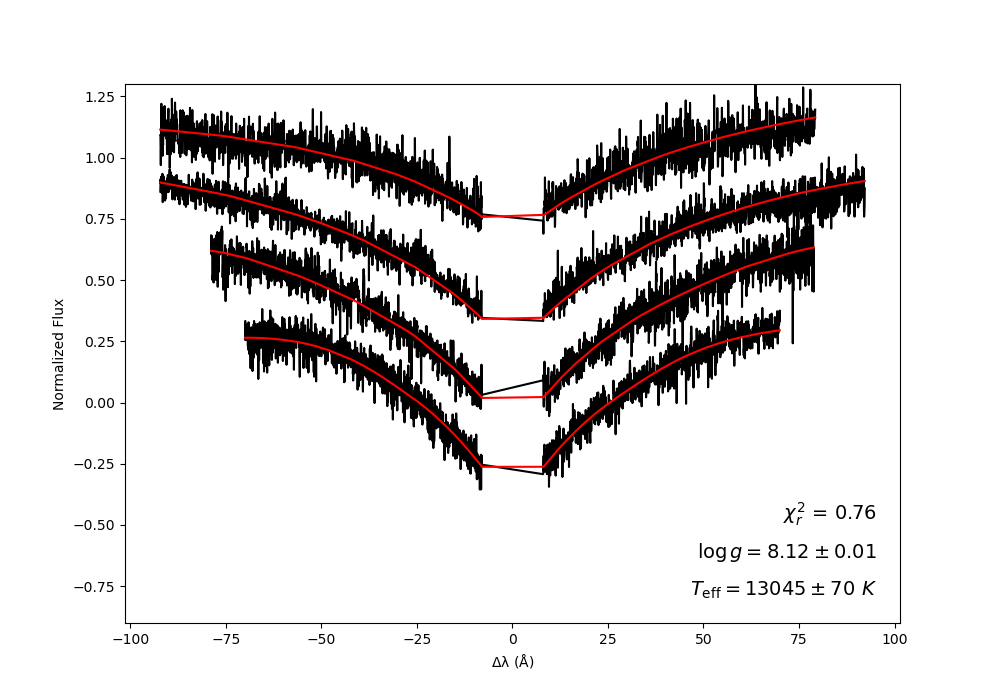 1.25
1.00
0.75
0.50
0.25
0.00
−0.25
−0.50
−0.75
Normalized Flux
χ²ᵣ = 0.76
log g = 8.12 ± 0.01
T_eff = 13045 ± 70 K
−100 −75 −50 −25 0 25 50 75 100
Δλ (Å)